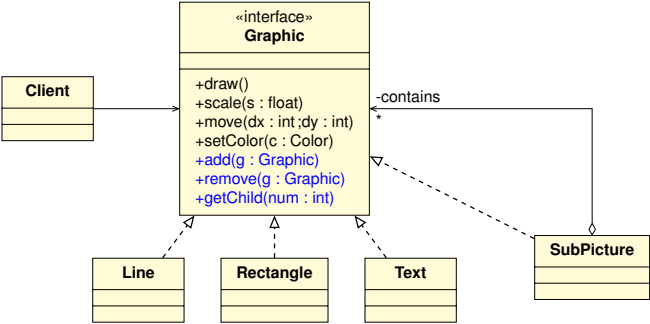 «interface»
Graphic
+draw()
+scale(s : float)
+move(dx : int ;dy : int)
+setColor(c : Color)
+add(g : Graphic)
+remove(g : Graphic)
+getChild(num : int)
Client
-contains
*
Line
Rectangle
Text
SubPicture